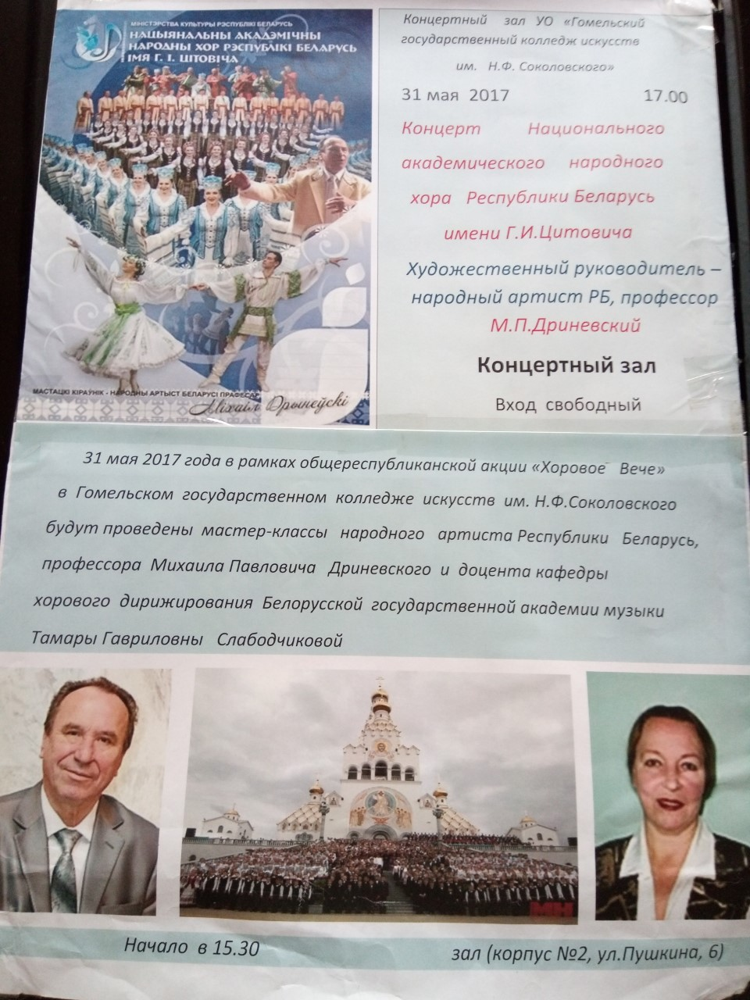 МІНІСТЭРСТВА КУЛЬТУРЫ РЭСПУБЛІКІ БЕЛАРУСЬ
НАЦЫЯНАЛЬНЫ АКАДЭМІЧНЫ
НАРОДНЫ ХОР РЭСПУБЛІКІ БЕЛАРУСЬ
ІМЯ Г. І. ЦІТОВІЧА
МАСТАЦКІ КІРАЎНІК - НАРОДНЫ АРТЫСТ БЕЛАРУСІ ПРАФЕСАР
Міхаіл Дрынеўскі
Концертный зал УО «Гомельский
государственный колледж искусств
им. Н.Ф. Соколовского»
31 мая 2017 17.00
Концерт Национального
академического народного
хора Республики Беларусь
имени Г.И.Цитовича
Художественный руководитель –
народный артист РБ, профессор
М.П.Дриневский
Концертный зал
Вход свободный
31 мая 2017 года в рамках общереспубликанской акции «Хоровое Вече»
в Гомельском государственном колледже искусств им. Н.Ф.Соколовского
будут проведены мастер-классы народного артиста Республики Беларусь,
профессора Михаила Павловича Дриневского и доцента кафедры
хорового дирижирования Белорусской государственной академии музыки
Тамары Гавриловны Слабодчиковой
МН
Начало в 15.30 зал (корпус №2, ул.Пушкина, 6)